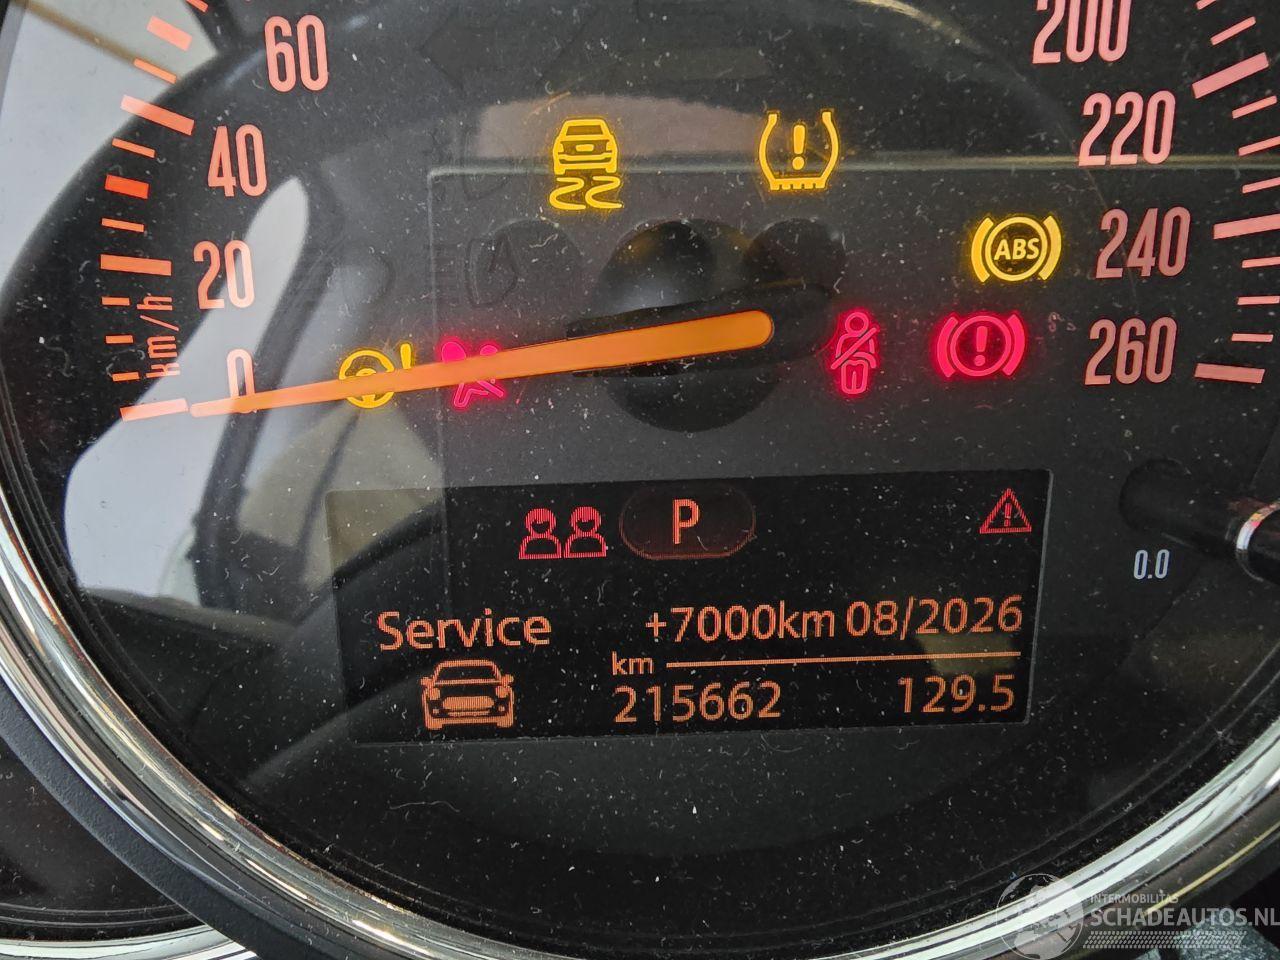 60
200
40
220
ABS
20
240
km/h
0
260
P
0.0
Service
+7000km 08/2026
km
215662
129.5
INTERMOBILITAS
SCHADEAUTOS.NL